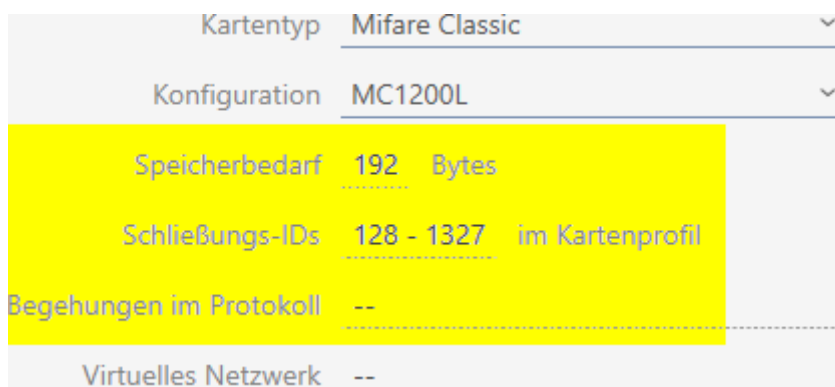 Kartentyp Mifare Classic
Konfiguration MC1200L
Speicherbedarf 192 Bytes
Schließungs-IDs 128 - 1327 im Kartenprofil
Begehungen im Protokoll --
Virtuelles Netzwerk --